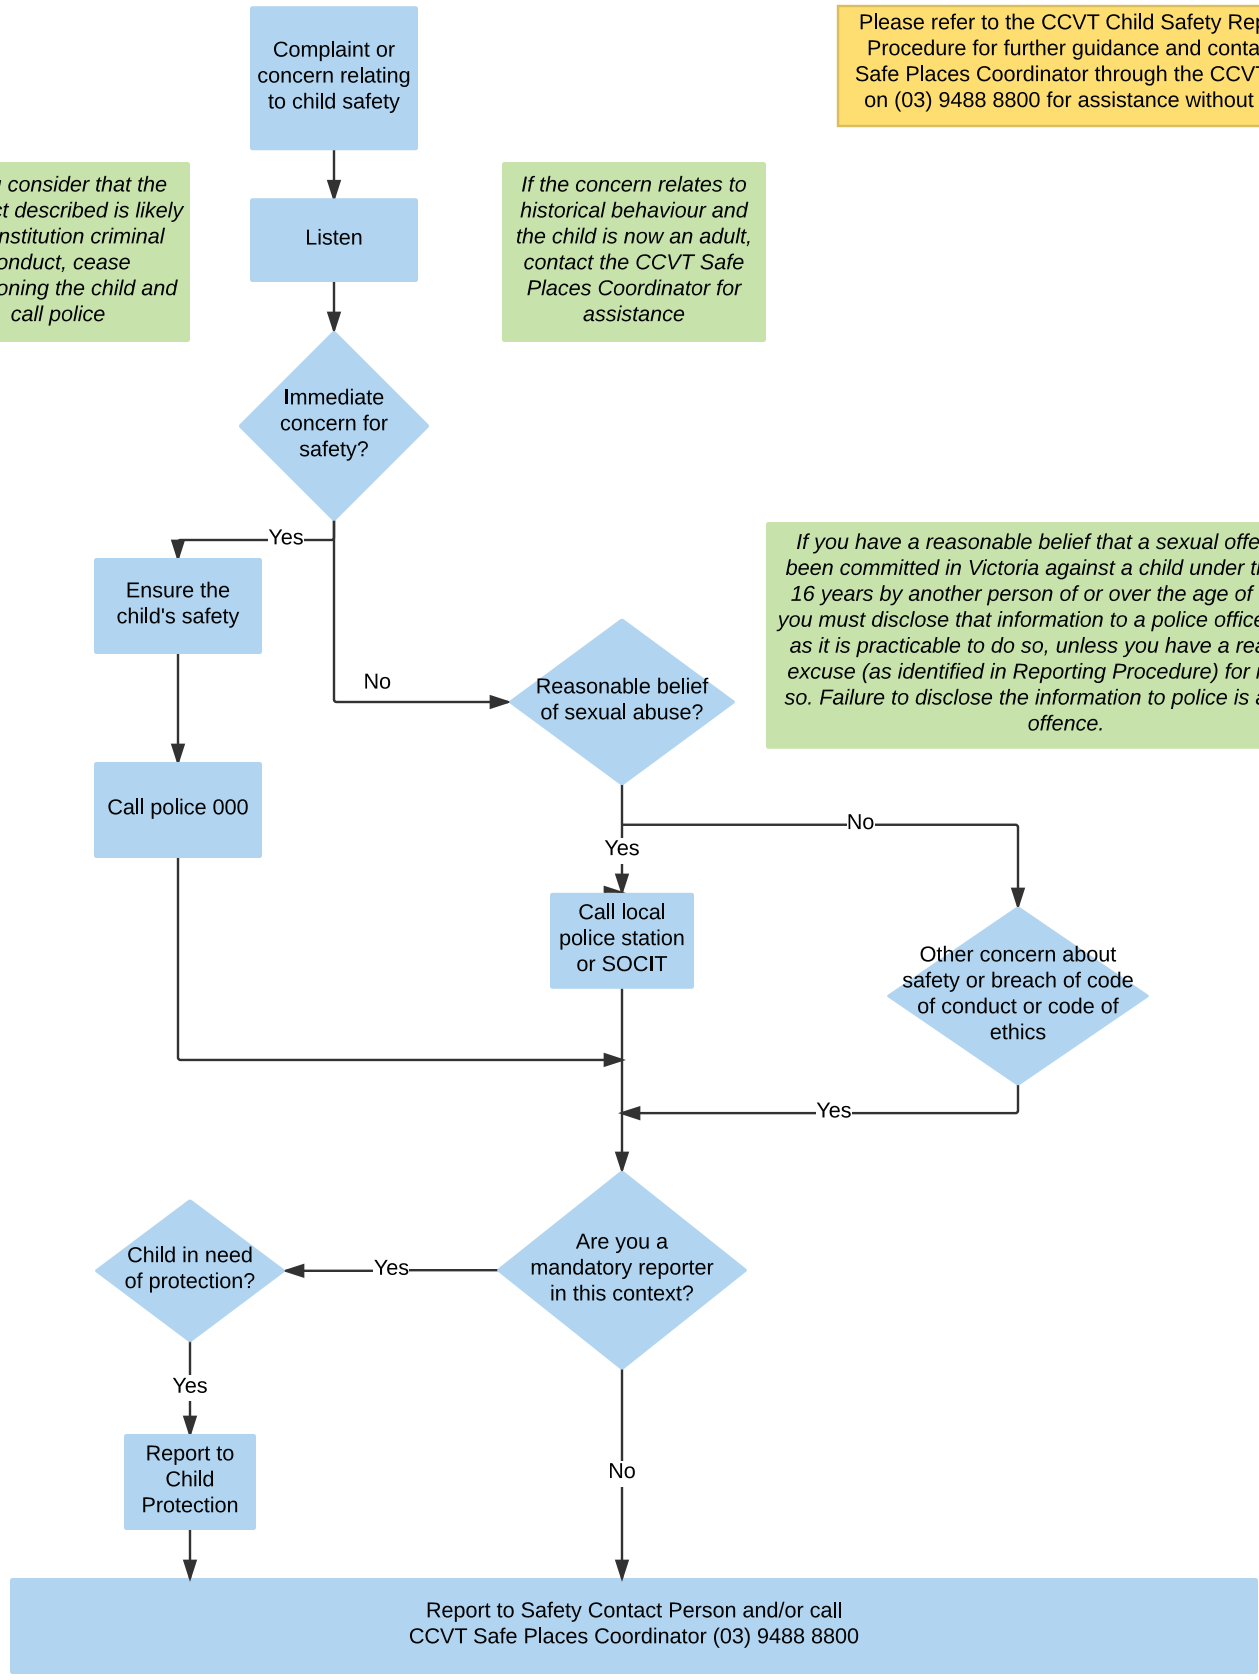 Complaint or
concern relating
to child safety
Please refer to the CCVT Child Safety
Procedure for further guidance and
Safe Places Coordinator through the
on (03) 9488 8800 for assistance without
consider that the
described is likely
criminal
cease
the child and
call police
Listen
If the concern relates to
historical behaviour and
the child is now an adult,
contact the CCVT Safe
Places Coordinator for
assistance
Immediate
concern for
safety?
Yes
Ensure the
child's safety
No
Reasonable belief
of sexual abuse?
If you have a reasonable belief that a sexual
been committed in Victoria against a child under
16 years by another person of or over the age of
you must disclose that information to a police
as it is practicable to do so, unless you have a
excuse (as identified in Reporting Procedure) for
so. Failure to disclose the information to police is
offence.
Call police 000
No
Yes
Call local
police station
or SOCIT
Other concern about
safety or breach of code
of conduct or code of
ethics
Yes
Are you a
mandatory reporter
in this context?
Yes
Child in need
of protection?
Yes
Report to
Child
Protection
No
Report to Safety Contact Person and/or call
CCVT Safe Places Coordinator (03) 9488 8800